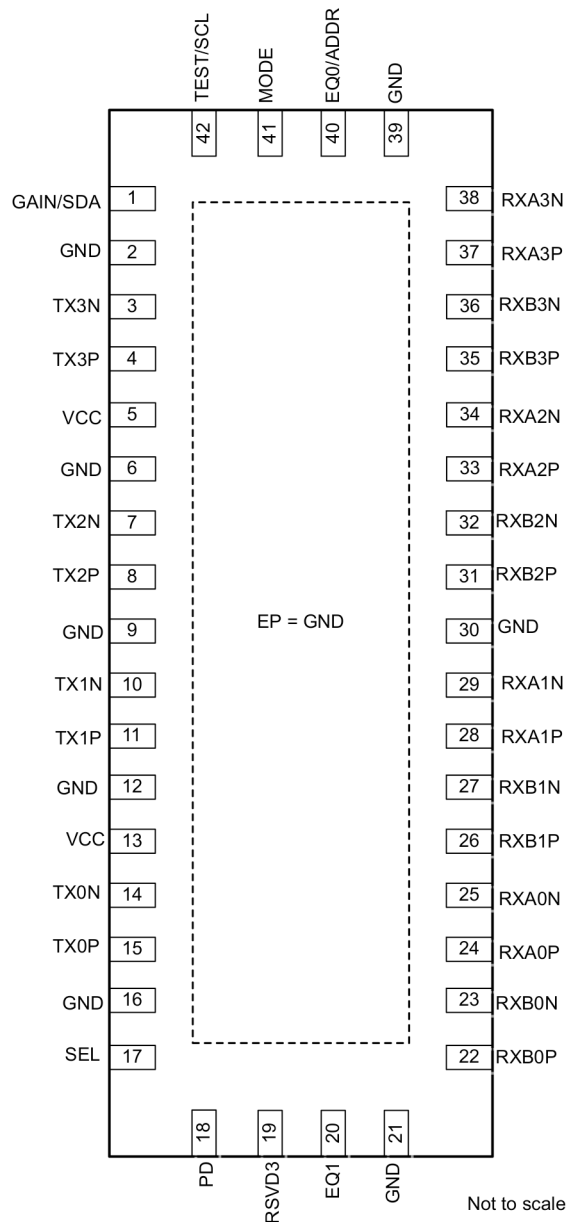 TEST/SCL
MODE
EQ0/ADDR
GND
42
41
40
39
GAIN/SDA 1
38 RXA3N
GND 2
37 RXA3P
TX3N 3
36 RXB3N
TX3P 4
35 RXB3P
VCC 5
34 RXA2N
GND 6
33 RXA2P
TX2N 7
32 RXB2N
TX2P 8
31 RXB2P
GND 9
EP = GND
30 GND
TX1N 10
29 RXA1N
TX1P 11
28 RXA1P
GND 12
27 RXB1N
VCC 13
26 RXB1P
TX0N 14
25 RXA0N
TX0P 15
24 RXA0P
GND 16
23 RXB0N
SEL 17
22 RXB0P
18
19
20
21
PD
RSVD3
EQ1
GND
Not to scale